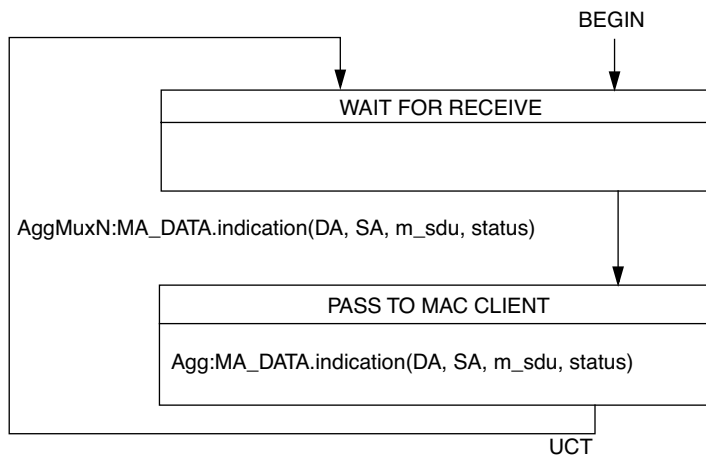 BEGIN
WAIT FOR RECEIVE
AggMuxN:MA_DATA.indication(DA, SA, m_sdu, status)
PASS TO MAC CLIENT
Agg:MA_DATA.indication(DA, SA, m_sdu, status)
UCT